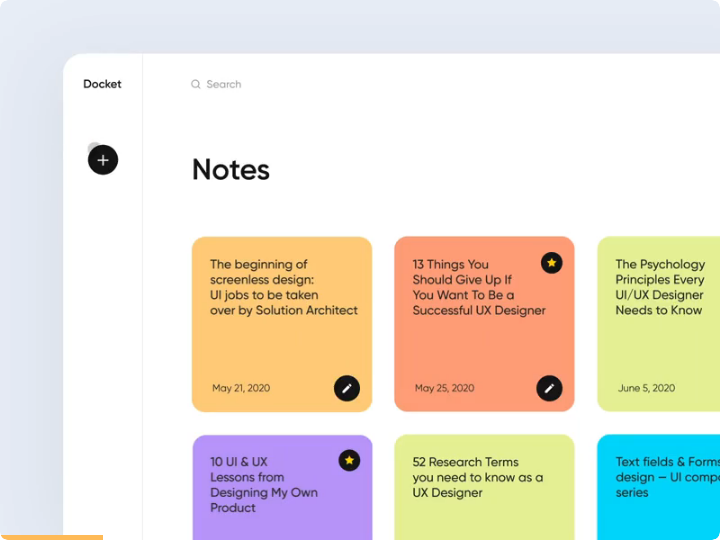 Docket
Search
Notes
The beginning of
screenless design:
UI jobs to be taken
over by Solution Architect
May 21, 2020
13 Things You
Should Give Up If
You Want To Be a
Successful UX Designer
May 25, 2020
The Psychology
Principles Every
UI/UX Designer
Needs to Know
June 5, 2020
10 UI & UX
Lessons from
Designing My Own
Product
52 Research Terms
you need to know as a
UX Designer
Text fields & Forms
design — UI compo
series